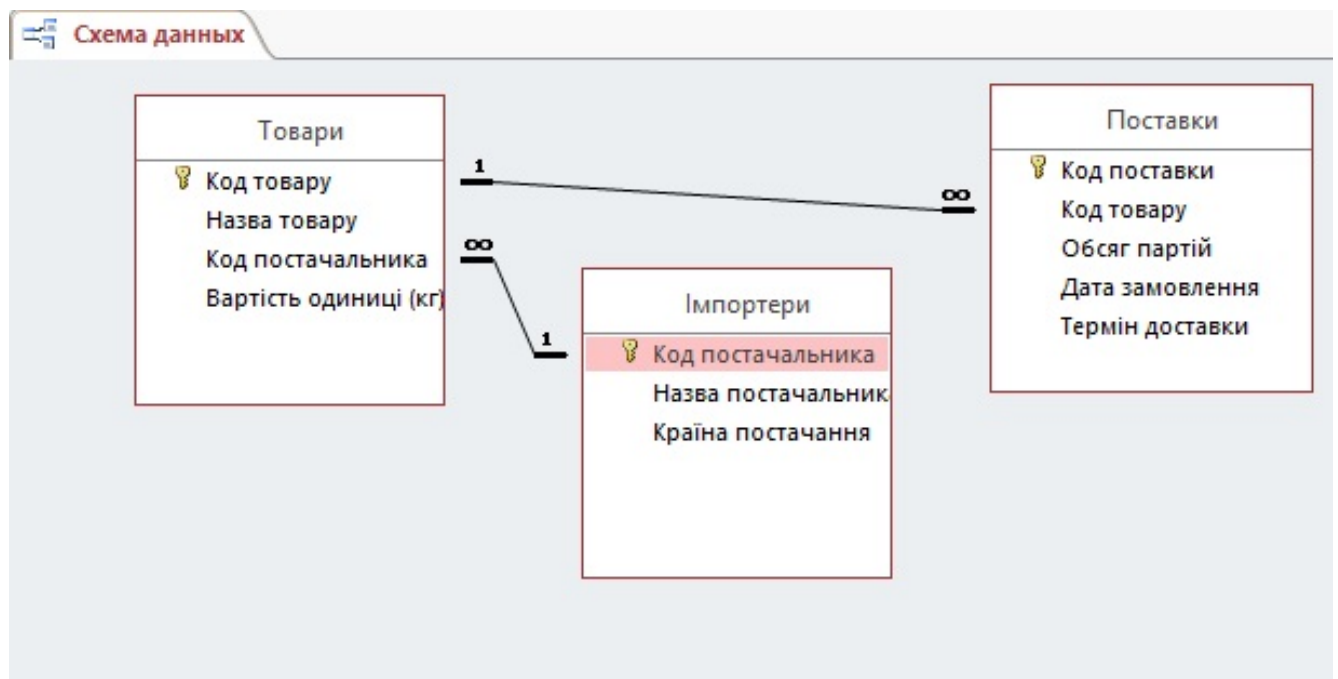 Схема данных
Товари
Код товару
Назва товару
Код постачальника
Вартість одиниці (кг)
1
∞
∞
1
Імпортери
Код постачальника
Назва постачальник
Країна постачання
Поставки
Код поставки
Код товару
Обсяг партій
Дата замовлення
Термін доставки